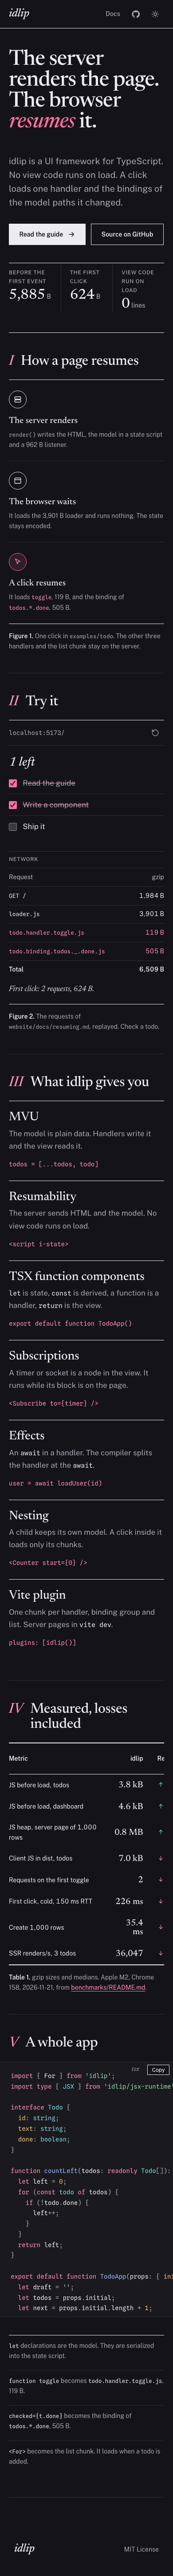 idlip
Docs
The server
renders the page.
The browser
resumes it.
idlip is a UI framework for TypeScript.
No view code runs on load. A click
loads one handler and the bindings of
the model paths it changed.
Read the guide →
Source on GitHub
BEFORE THE FIRST EVENT
5,885 B
THE FIRST CLICK
624 B
VIEW CODE RUN ON LOAD
0 lines
I How a page resumes
The server renders
render() writes the HTML, the model in a state script
and a 962 B listener.
The browser waits
It loads the 3,901 B loader and runs nothing. The state
stays encoded.
A click resumes
It loads toggle, 119 B, and the binding of
todos.*.done, 505 B.
Figure 1. One click in examples/todo. The other three
handlers and the list chunk stay on the server.
II Try it
localhost:5173/
1 left
Read the guide
Write a component
Ship it
NETWORK
Request gzip
GET / 1,984 B
loader.js 3,901 B
todo.handler.toggle.js 119 B
todo.binding.todos._.done.js 505 B
Total 6,509 B
First click: 2 requests, 624 B.
Figure 2. The requests of
website/docs/resuming.md, replayed. Check a todo.
III What idlip gives you
MVU
The model is plain data. Handlers write it
and the view reads it.
todos = [...todos, todo]
Resumability
The server sends HTML and the model. No
view code runs on load.
<script i-state>
TSX function components
let is state, const is derived, a function is a
handler, return is the view.
export default function TodoApp()
Subscriptions
A timer or socket is a node in the view. It
runs while its block is on the page.
<Subscribe to={timer} />
Effects
An await in a handler. The compiler splits
the handler at the await.
user = await loadUser(id)
Nesting
A child keeps its own model. A click inside it
loads only its chunks.
<Counter start={0} />
Vite plugin
One chunk per handler, binding group and
list. Server pages in vite dev.
plugins: [idlip()]
IV Measured, losses
included
Metric idlip Re
JS before load, todos 3.8 kB ↑
JS before load, dashboard 4.6 kB ↑
JS heap, server page of 1,000
rows 0.8 MB ↑
Client JS in dist, todos 7.0 kB ↓
Requests on the first toggle 2 ↓
First click, cold, 150 ms RTT 226 ms ↓
Create 1,000 rows 35.4
ms ↓
SSR renders/s, 3 todos 36,047 ↓
Table 1, gzip sizes and medians. Apple M2, Chrome
158, 2026-11-21, from benchmarks/README.md.
V A whole app
tsx Copy
import { For } from 'idlip';
import type { JSX } from 'idlip/jsx-runtime'
interface Todo {
id: string;
text: string;
done: boolean;
}
function countLeft(todos: readonly Todo[]):
let left = 0;
for (const todo of todos) {
if (!todo.done) {
left++;
}
}
return left;
}
export default function TodoApp(props: { in
let draft = '';
let todos = props.initial;
let next = props.initial.length + 1;
let declarations are the model. They are serialized
into the state script.
function toggle becomes todo.handler.toggle.js,
119 B.
checked={t.done} becomes the binding of
todos.*.done, 505 B.
<For> becomes the list chunk. It loads when a todo is
added.
idlip
MIT License